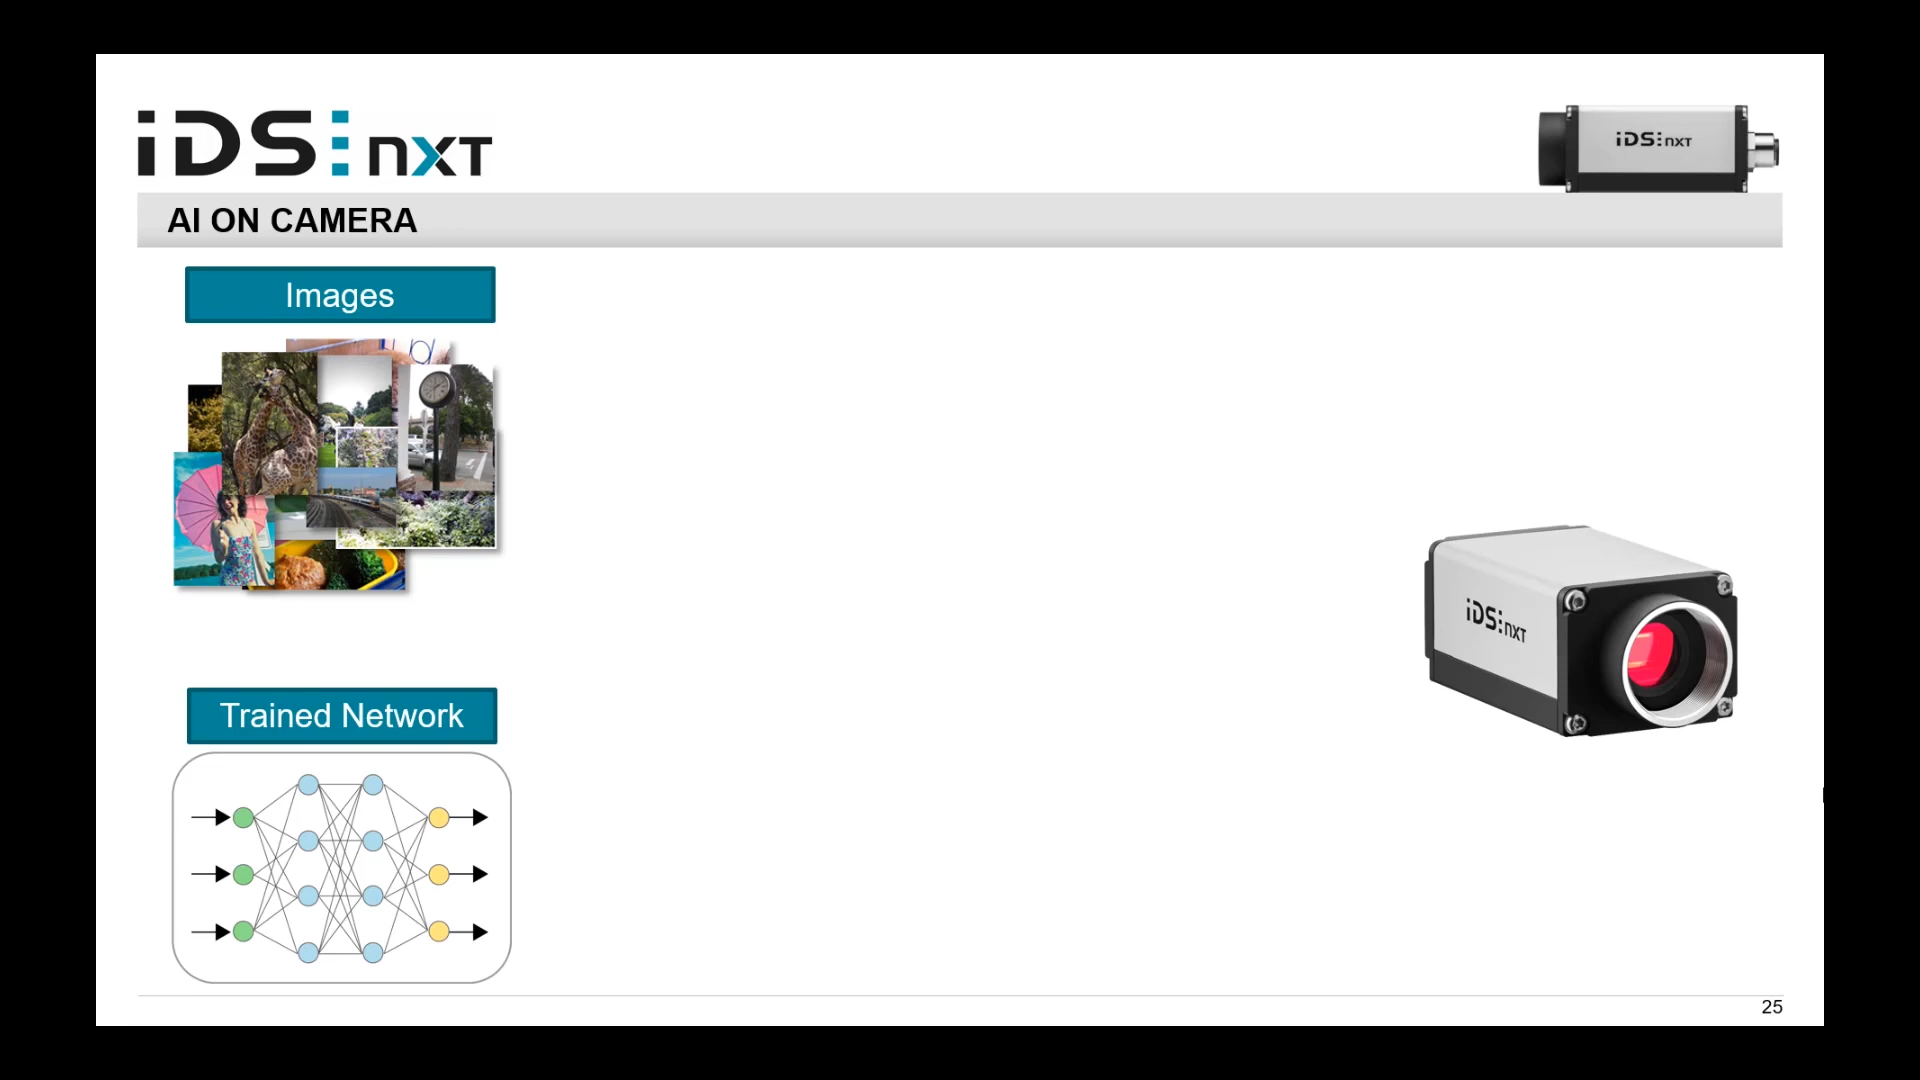 iDS nxt
iDS nxt
AI ON CAMERA
Images
iDS nxt
Trained Network
25